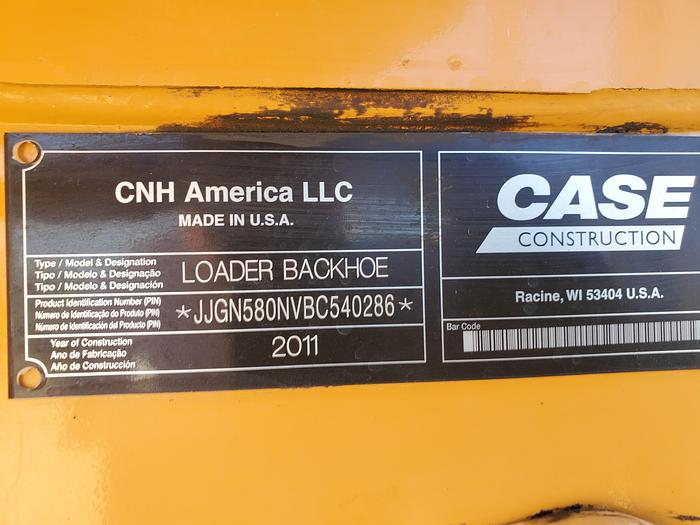 CNH America LLC
MADE IN U.S.A.
Type / Model & Designation
Tipo / Modelo & Designação
Tipo / Modelo & Designación
LOADER BACKHOE
Product Identification Number (PIN)
Número de Identificação do Produto (PIN)
Número de Identificación del Producto (PIN)
*JJGN580NVBC540286*
Year of Construction
Ano de Fabricação
Año de Construcción
2011
CASE
CONSTRUCTION
Racine, WI 53404 U.S.A.
Bar Code